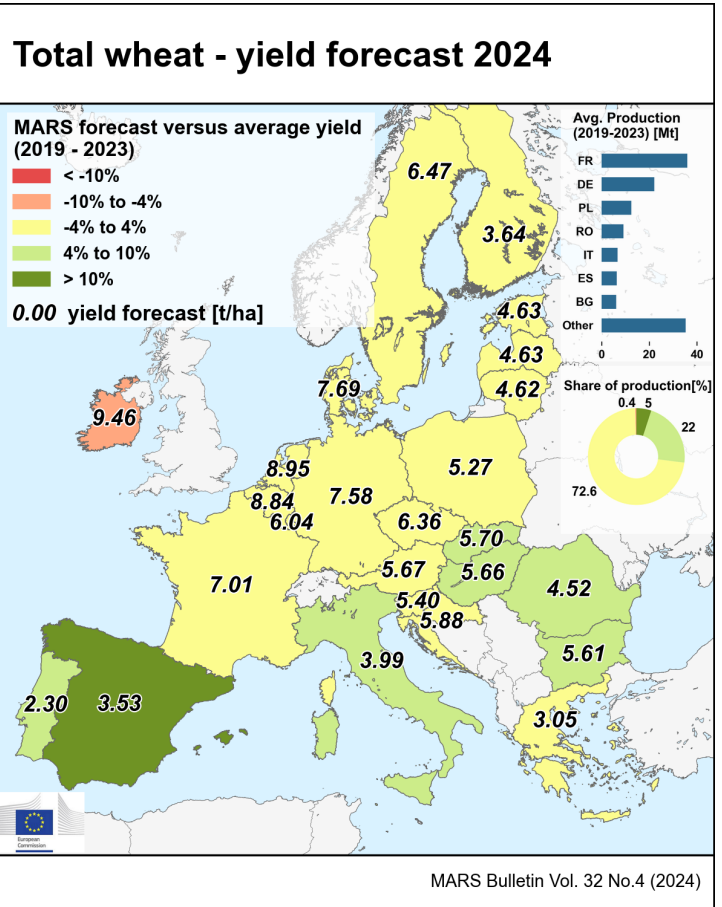 Total wheat - yield forecast 2024
MARS forecast versus average yield
(2019 - 2023)
< -10%
-10% to -4%
-4% to 4%
4% to 10%
> 10%
0.00 yield forecast [t/ha]
Avg. Production
(2019-2023) [Mt]
FR
DE
PL
RO
IT
ES
BG
Other
0 20 40
Share of production[%]
0.4 5
22
72.6
6.47
3.64
4.63
4.63
4.62
7.69
9.46
8.95
5.27
7.58
8.84
6.04
6.36
5.70
5.67
5.66
7.01
4.52
5.40
5.88
5.61
3.99
2.30
3.53
3.05
European
Commission
MARS Bulletin Vol. 32 No.4 (2024)